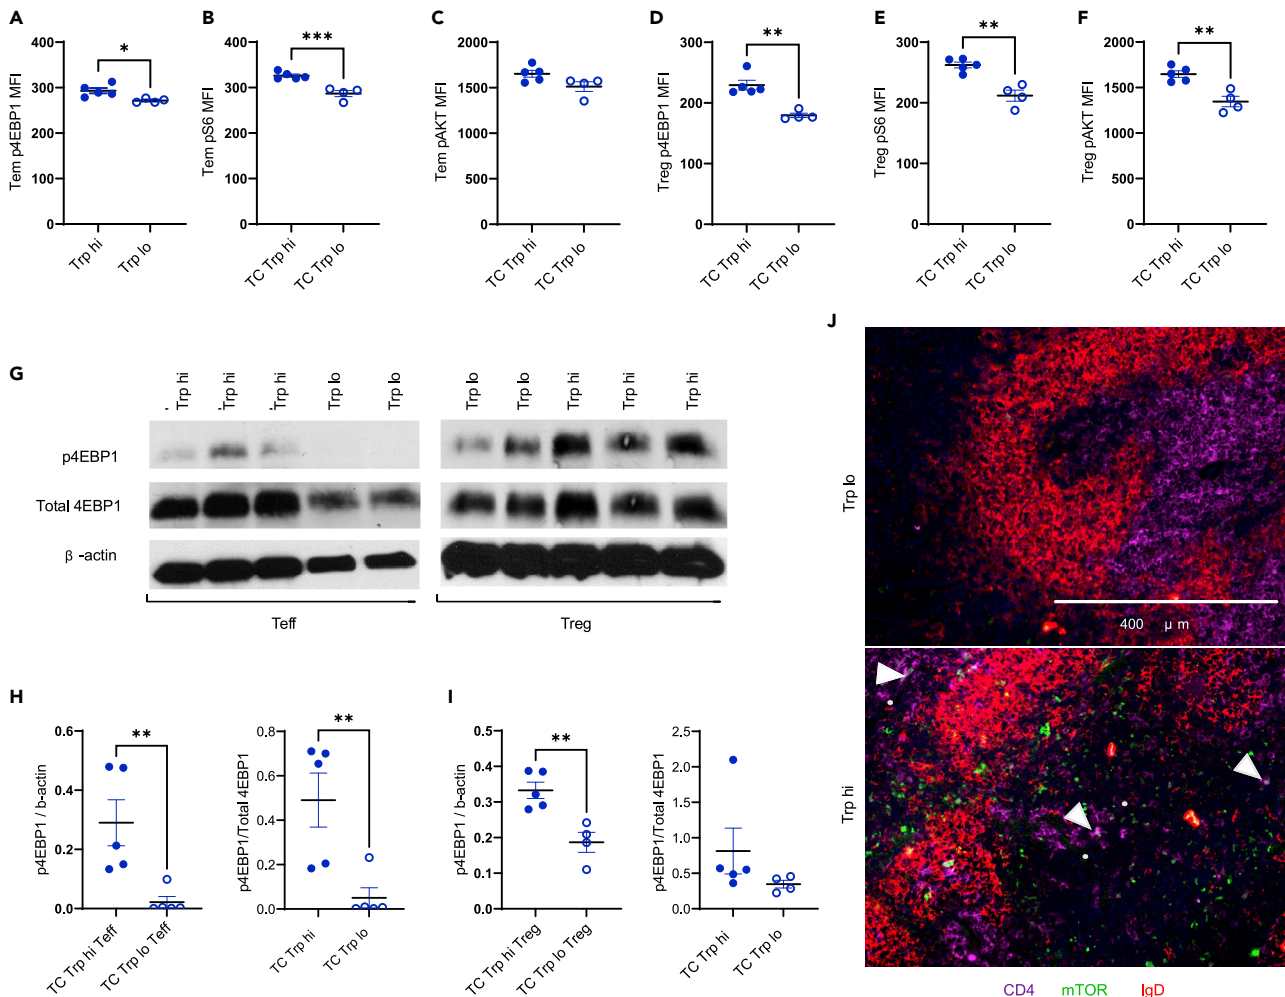 A
400
300
200
100
0
Tem p4EBP1 MFI
*
Trp hi
Trp lo
B
400
300
200
100
0
Tem pS6 MFI
***
TC Trp hi
TC Trp lo
C
2000
1500
1000
500
0
Tem pAKT MFI
TC Trp hi
TC Trp lo
D
300
200
100
0
Treg p4EBP1 MFI
**
TC Trp hi
TC Trp lo
E
300
200
100
0
Treg pS6 MFI
**
TC Trp hi
TC Trp lo
F
2000
1500
1000
500
0
Treg pAKT MFI
**
TC Trp hi
TC Trp lo
G
Trp hi
Trp hi
Trp hi
Trp lo
Trp lo
Trp lo
Trp lo
Trp hi
Trp hi
Trp hi
p4EBP1
Total 4EBP1
β -actin
Teff
Treg
H
0.6
0.4
0.2
0.0
p4EBP1 / b-actin
**
TC Trp hi Teff
TC Trp lo Teff
0.8
0.6
0.4
0.2
0.0
p4EBP1/Total 4EBP1
**
TC Trp hi
TC Trp lo
I
0.5
0.4
0.3
0.2
0.1
0.0
p4EBP1 / b-actin
**
TC Trp hi Treg
TC Trp lo Treg
2.5
2.0
1.5
1.0
0.5
0.0
p4EBP1/Total 4EBP1
TC Trp hi
TC Trp lo
J
Trp lo
400 μ m
Trp hi
CD4 mTOR IgD